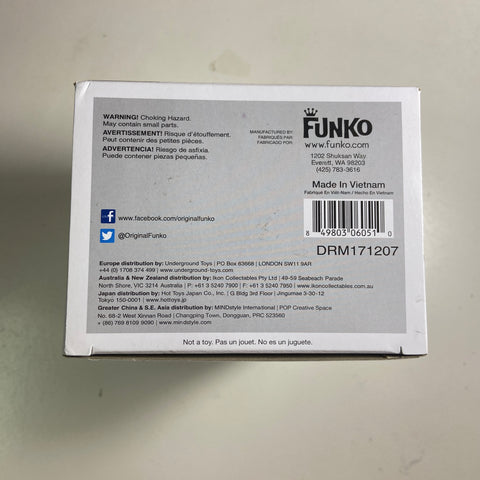 WARNING! Choking Hazard.
May contain small parts.
AVERTISSEMENT! Risque d'étouffement.
Peut contenir des petites pièces.
ADVERTENCIA! Riesgo de asfixia.
Puede contener piezas pequeñas.
MANUFACTURED BY:
FABRIQUÉS PAR:
FABRICADO POR:
FUNKO
www.funko.com
1202 Shuksan Way
Everett, WA 98203
(425) 783-3616
Made In Vietnam
Fabriqué En Viêt-Nam / Hecho En Vietnam
8 49803 06051 0
DRM171207
f www.facebook.com/originalfunko
@OriginalFunko
Europe distribution by: Underground Toys | PO Box 63668 | LONDON SW11 9AR
+44 (0) 1708 374 499 | www.underground-toys.com
Australia & New Zealand distribution by: Ikon Collectables Pty Ltd | 49-59 Seabeach Parade
North Shore, VIC 3214 Australia | P: +61 3 5240 7900 | F: +61 3 5240 7950 | www.ikoncollectables.com.au
Japan distribution by: Hot Toys Japan Co., Inc. | G Bldg 3rd Floor | Jingumae 3-30-12
Tokyo 150-0001 | www.hottoys.jp
Greater China & S.E. Asia distribution by: MINDstyle International | POP Creative Space
No. 68-2 West Xinnan Road | Changping Town, Dongguan, PRC 523560
v (86) 769 8109 9090 | www.mindstyle.com
Not a toy. Pas un jouet. No es un juguete.